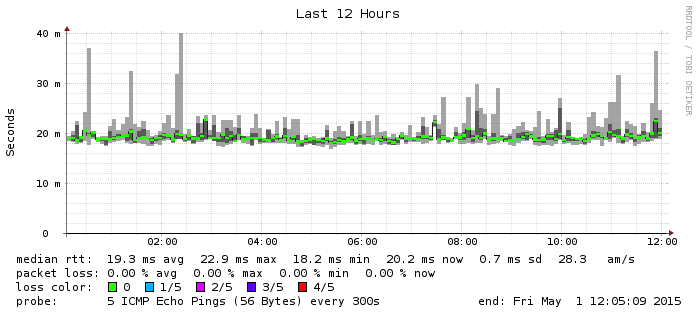 Last 12 Hours
RRDTOOL / TOBI OETIKER
Seconds
40 m
30 m
20 m
10 m
0
02:00 04:00 06:00 08:00 10:00 12:00
median rtt: 19.3 ms avg 22.9 ms max 18.2 ms min 20.2 ms now 0.7 ms sd 28.3 am/s
packet loss: 0.00 % avg 0.00 % max 0.00 % min 0.00 % now
loss color: 0 1/5 2/5 3/5 4/5
probe: 5 ICMP Echo Pings (56 Bytes) every 300s end: Fri May 1 12:05:09 2015